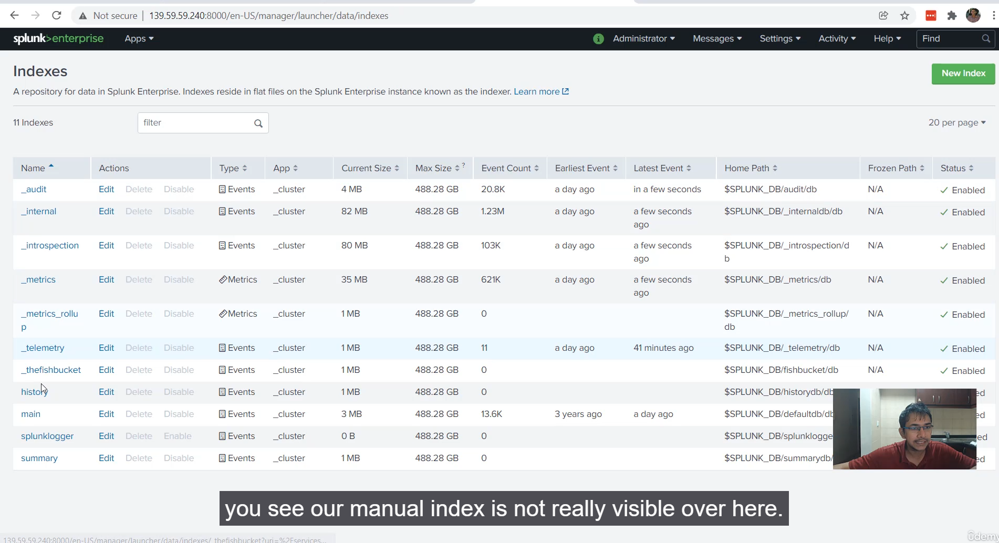 Not secure | 139.59.59.240:8000/en-US/manager/launcher/data/indexes
splunk>enterprise Apps Administrator Messages Settings Activity Help Find
Indexes
New Index
A repository for data in Splunk Enterprise. Indexes reside in flat files on the Splunk Enterprise instance known as the indexer. Learn more
11 Indexes filter 20 per page
Name Actions Type App Current Size Max Size ? Event Count Earliest Event Latest Event Home Path Frozen Path Status
_audit Edit Delete Disable Events _cluster 4 MB 488.28 GB 20.8K a day ago in a few seconds $SPLUNK_DB/audit/db N/A Enabled
_internal Edit Delete Disable Events _cluster 82 MB 488.28 GB 1.23M a day ago a few seconds $SPLUNK_DB/_internaldb/db N/A Enabled
ago
_introspection Edit Delete Disable Events _cluster 80 MB 488.28 GB 103K a day ago a few seconds $SPLUNK_DB/_introspection/d N/A Enabled
ago b
_metrics Edit Delete Disable Metrics _cluster 35 MB 488.28 GB 621K a day ago a few seconds $SPLUNK_DB/_metrics/db N/A Enabled
ago
_metrics_rollu Edit Delete Disable Metrics _cluster 1 MB 488.28 GB 0 $SPLUNK_DB/_metrics_rollup/ N/A Enabled
p db
_telemetry Edit Delete Disable Events _cluster 1 MB 488.28 GB 11 a day ago 41 minutes ago $SPLUNK_DB/_telemetry/db N/A Enabled
_thefishbucket Edit Delete Disable Events _cluster 1 MB 488.28 GB 0 $SPLUNK_DB/fishbucket/db N/A Enabled
history Edit Delete Disable Events _cluster 1 MB 488.28 GB 0 $SPLUNK_DB/historydb/db ed
main Edit Delete Disable Events _cluster 3 MB 488.28 GB 13.6K 3 years ago a day ago $SPLUNK_DB/defaultdb/db ed
splunklogger Edit Delete Enable Events _cluster 0 B 488.28 GB 0 $SPLUNK_DB/splunklogge ed
summary Edit Delete Disable Events _cluster 1 MB 488.28 GB 0 $SPLUNK_DB/summarydb/ ed
you see our manual index is not really visible over here.
139.59.59.240:8000/en-US/manager/launcher/data/indexes/_thefishbucket?uri=%2Fservices...
ûdemy